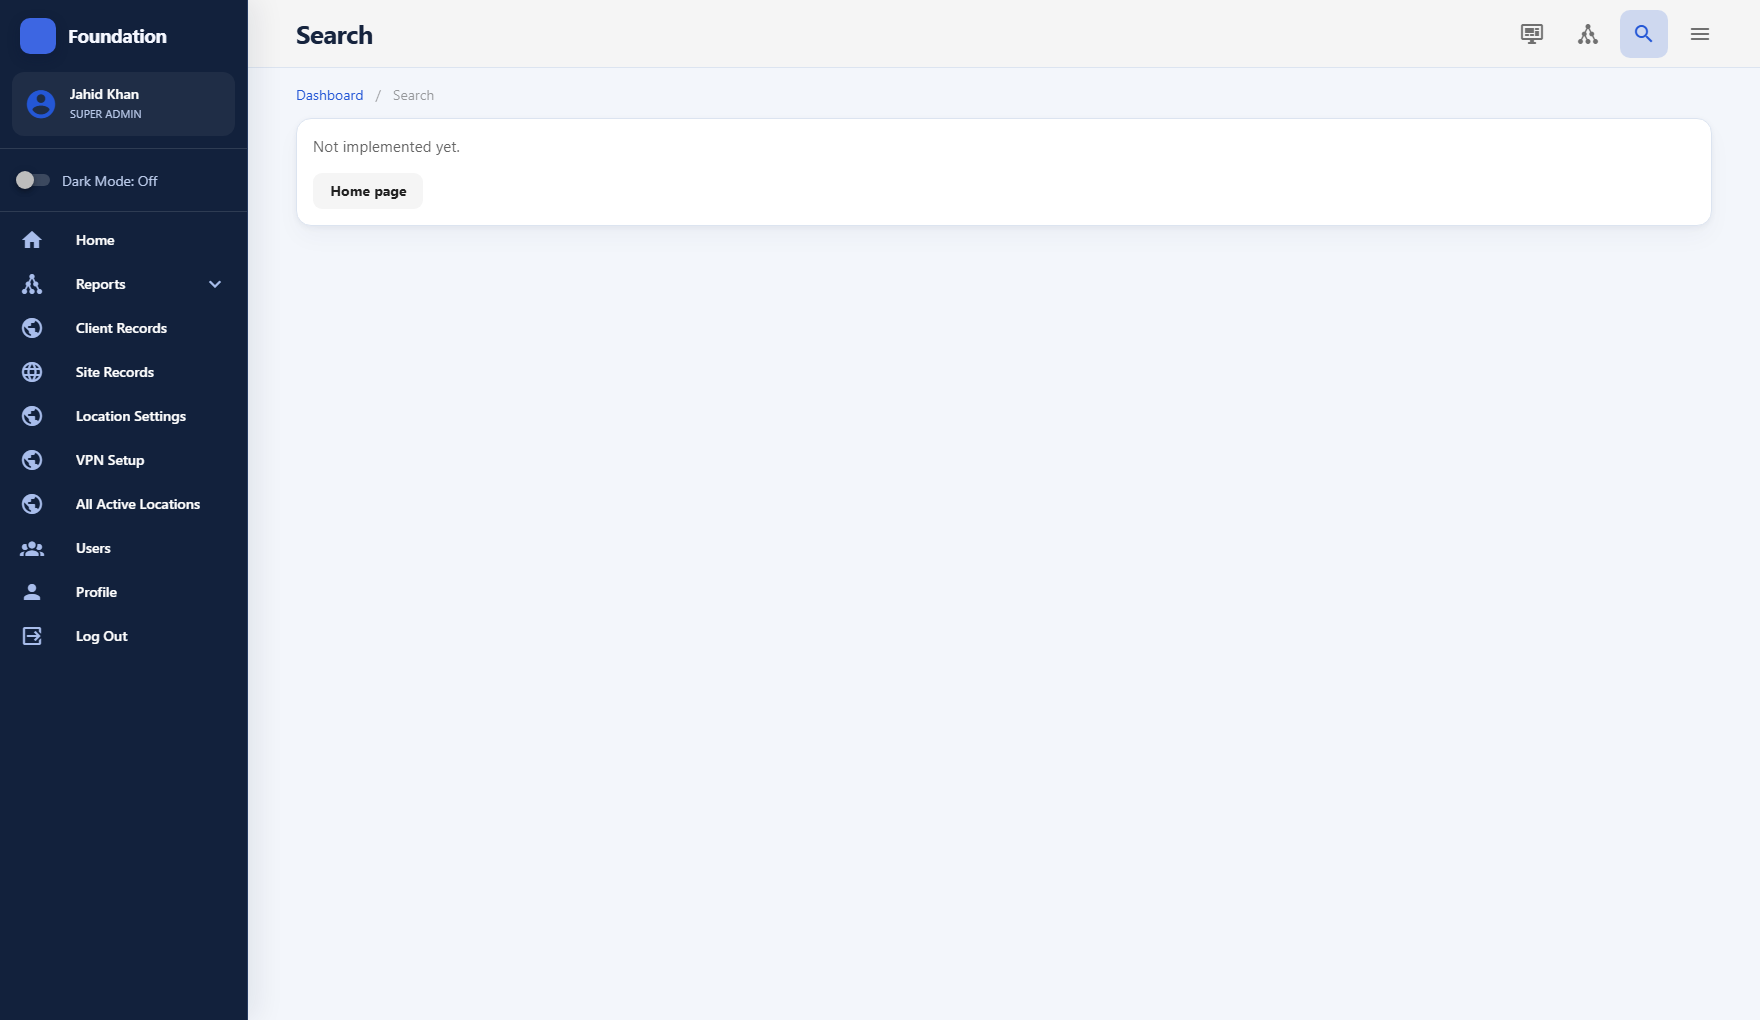 Foundation
Jahid Khan
SUPER ADMIN
Dark Mode: Off
Home
Reports
Client Records
Site Records
Location Settings
VPN Setup
All Active Locations
Users
Profile
Log Out
Search
Dashboard / Search
Not implemented yet.
Home page